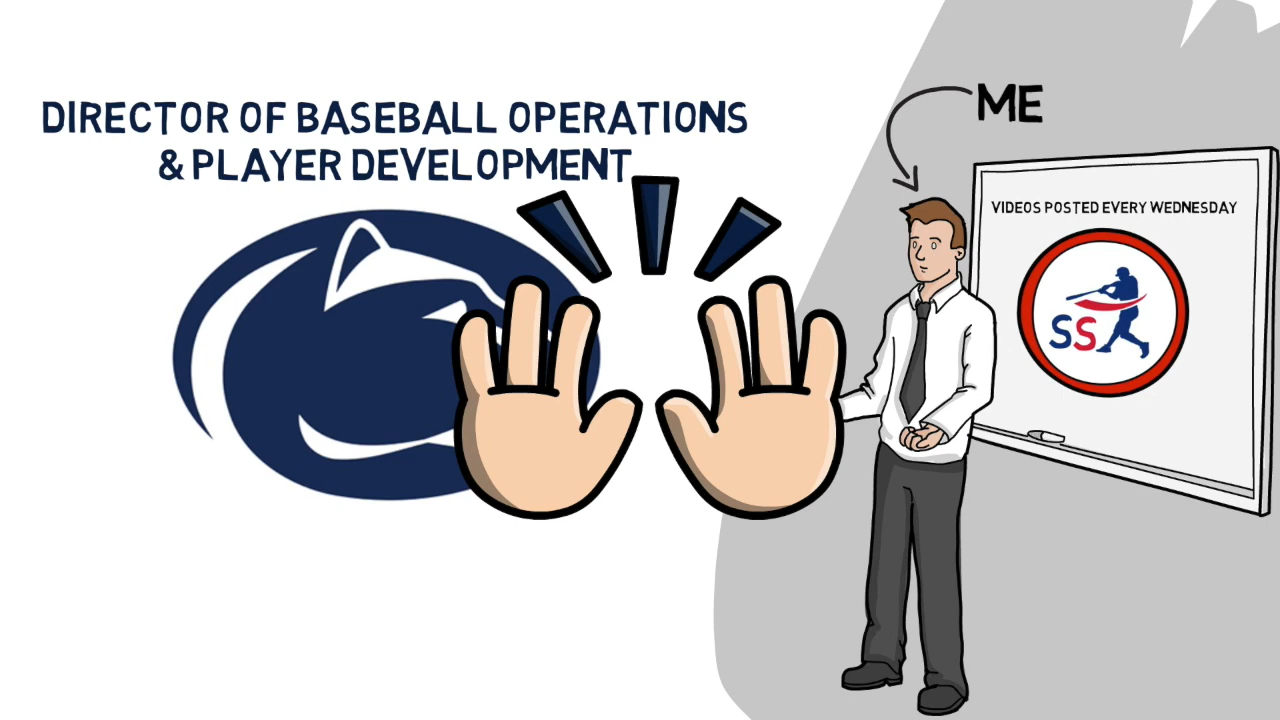 DIRECTOR OF BASEBALL OPERATIONS
& PLAYER DEVELOPMENT
ME
VIDEOS POSTED EVERY WEDNESDAY
SS